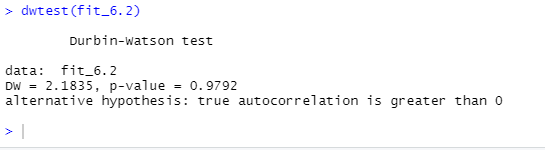 > dwtest(fit_6.2)
Durbin-Watson test
data:  fit_6.2
DW = 2.1835, p-value = 0.9792
alternative hypothesis: true autocorrelation is greater than 0
>